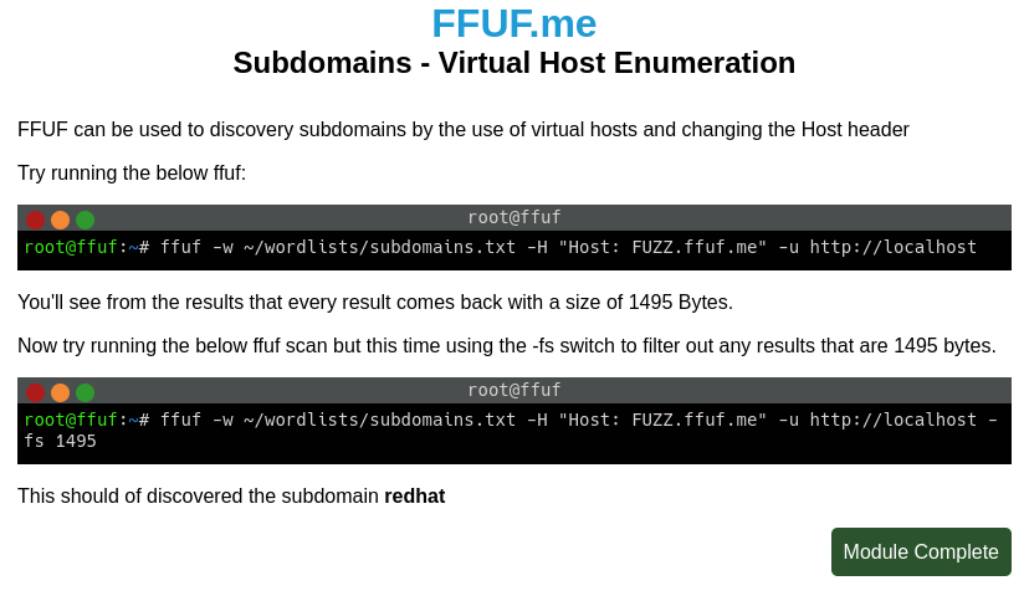 FFUF.me
Subdomains - Virtual Host Enumeration
FFUF can be used to discovery subdomains by the use of virtual hosts and changing the Host header
Try running the below ffuf:
root@ffuf
root@ffuf:~# ffuf -w ~/wordlists/subdomains.txt -H "Host: FUZZ.ffuf.me" -u http://localhost
You'll see from the results that every result comes back with a size of 1495 Bytes.
Now try running the below ffuf scan but this time using the -fs switch to filter out any results that are 1495 bytes.
root@ffuf
root@ffuf:~# ffuf -w ~/wordlists/subdomains.txt -H "Host: FUZZ.ffuf.me" -u http://localhost -
fs 1495
This should of discovered the subdomain redhat
Module Complete